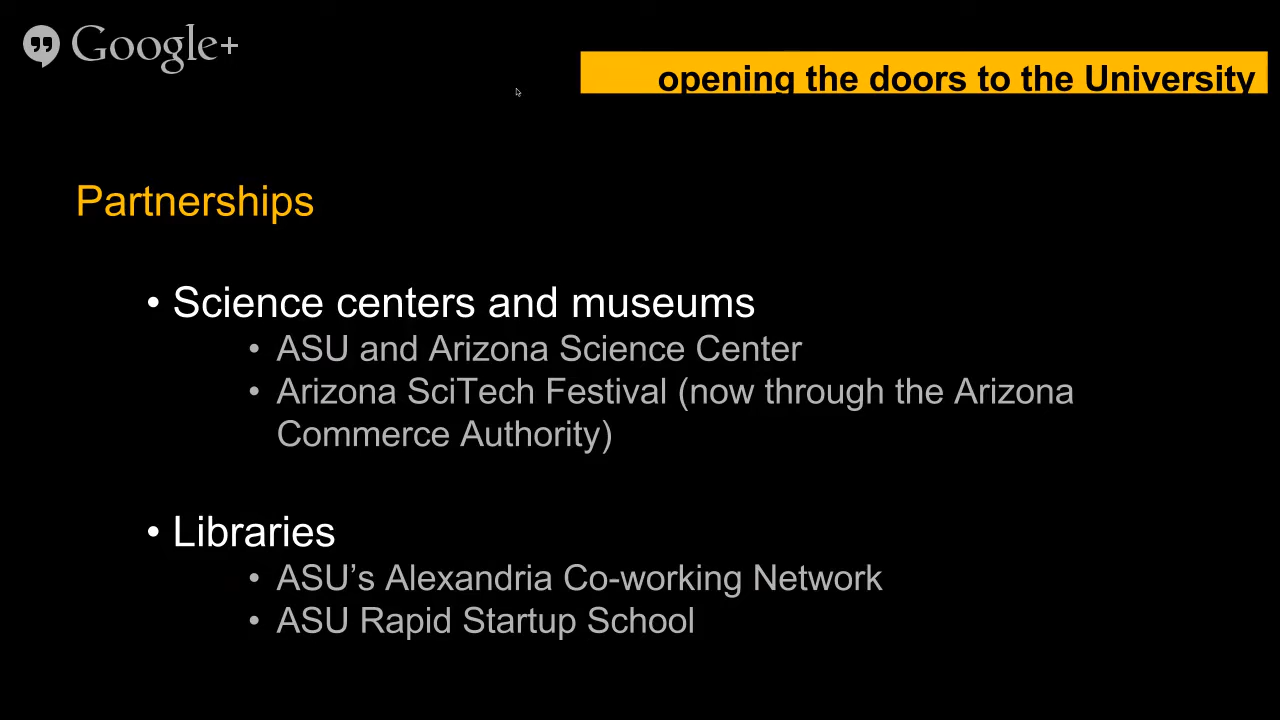 Google+
opening the doors to the University
Partnerships
• Science centers and museums
• ASU and Arizona Science Center
• Arizona SciTech Festival (now through the Arizona
Commerce Authority)
• Libraries
• ASU’s Alexandria Co-working Network
• ASU Rapid Startup School